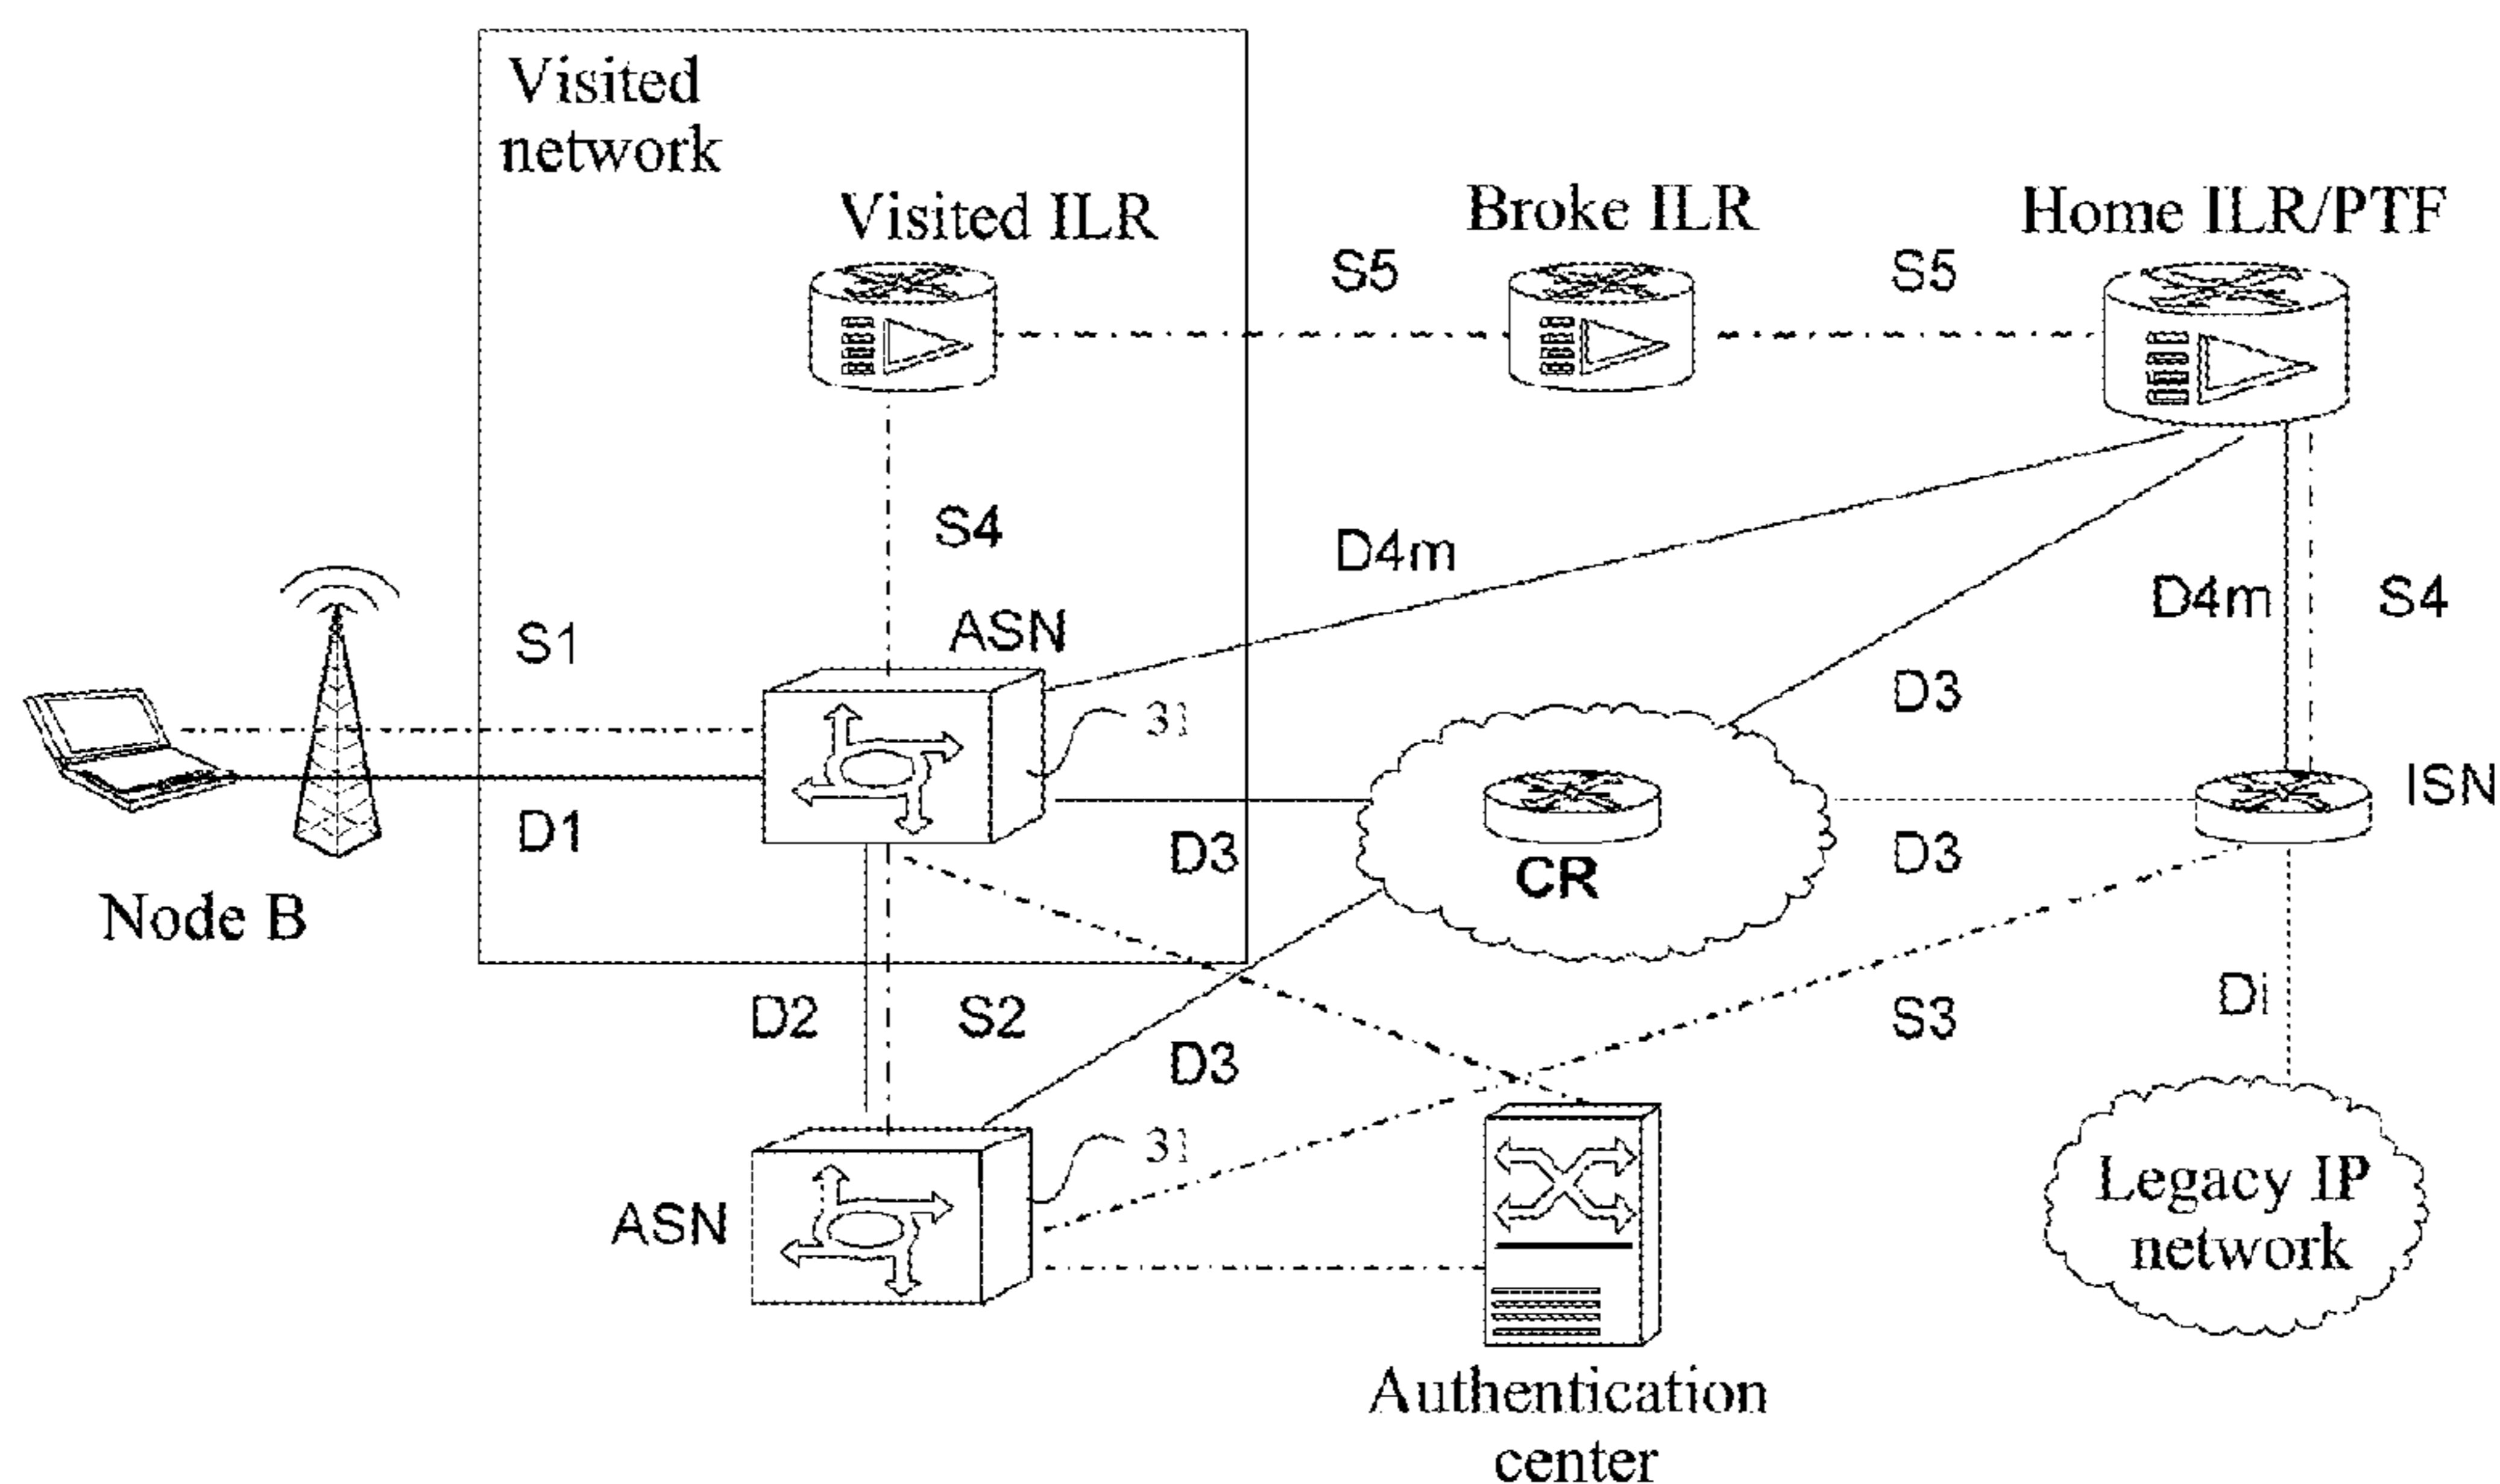 Visited
network
Visited ILR
Broke ILR
Home ILR/PTF
S5
S5
S4
D4m
D4m
S4
ASN
S1
D3
31
ISN
D1
D3
CR
D3
Node B
D2
S2
D3
S3
Di
31
ASN
Legacy IP
network
Authentication
center